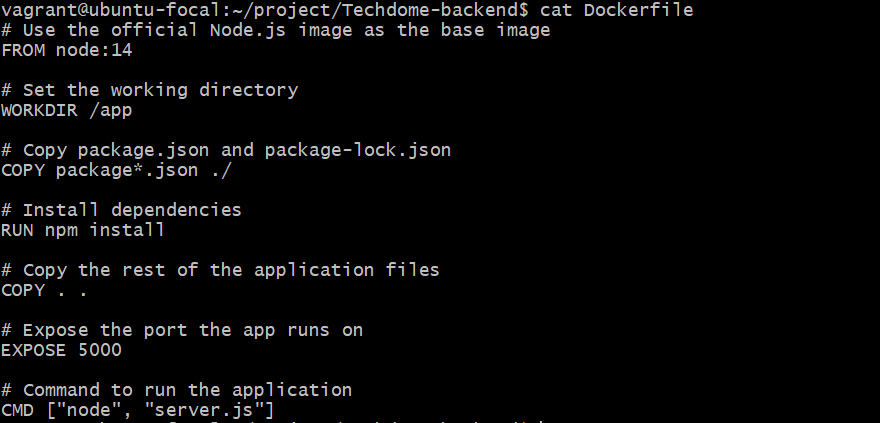 vagrant@ubuntu-focal:~/project/Techdome-backend$ cat Dockerfile
# Use the official Node.js image as the base image
FROM node:14
# Set the working directory
WORKDIR /app
# Copy package.json and package-lock.json
COPY package*.json ./
# Install dependencies
RUN npm install
# Copy the rest of the application files
COPY . .
# Expose the port the app runs on
EXPOSE 5000
# Command to run the application
CMD ["node", "server.js"]